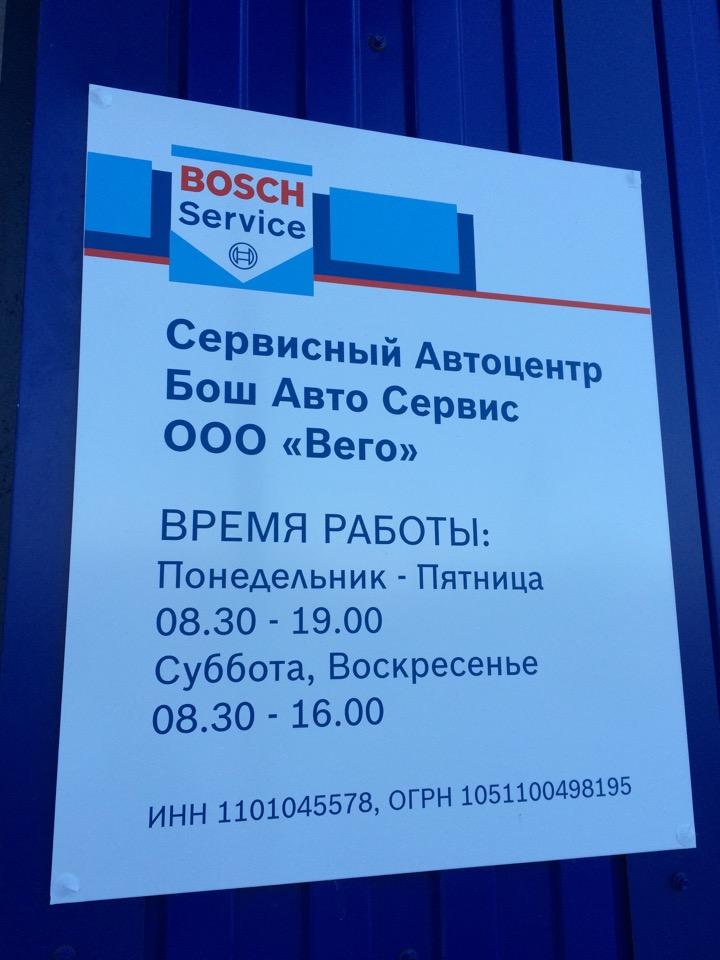 BOSCH
Service
Сервисный Автоцентр
Бош Авто Сервис
ООО «Вего»
ВРЕМЯ РАБОТЫ:
Понедельник - Пятница
08.30 - 19.00
Суббота, Воскресенье
08.30 - 16.00
ИНН 1101045578, ОГРН 1051100498195